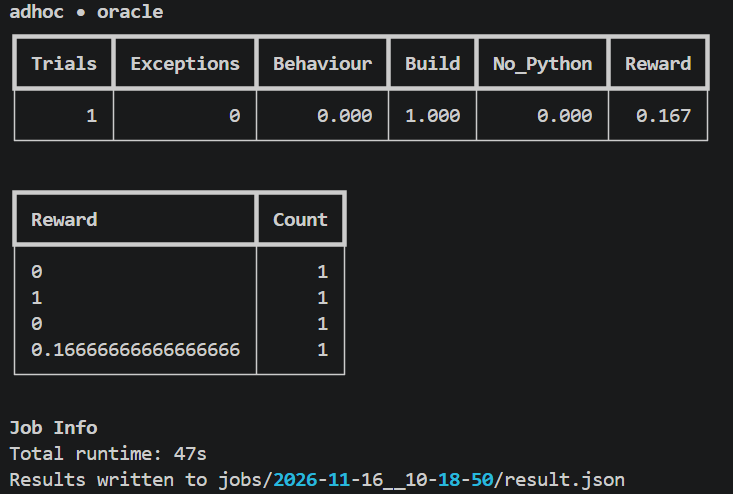 adhoc • oracle
Trials Exceptions Behaviour Build No_Python Reward
1 0 0.000 1.000 0.000 0.167
Reward Count
0 1
1 1
0 1
0.16666666666666666 1
Job Info
Total runtime: 47s
Results written to jobs/2026-11-16__10-18-50/result.json